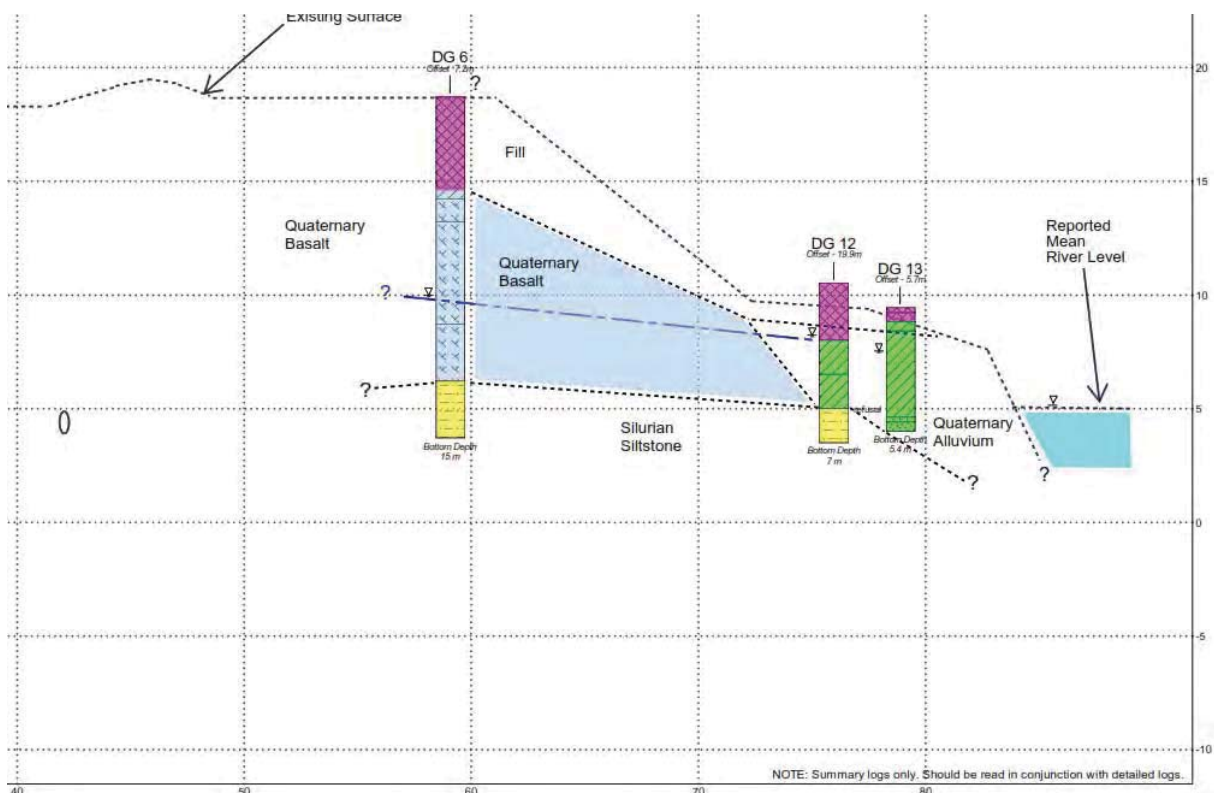 Existing Surface
DG 6
Offset -7.2m
?
Fill
Quaternary
Basalt
Quaternary
Basalt
DG 12
Offset - 19.9m
DG 13
Offset - 5.7m
Reported
Mean
River Level
?
?
0
Silurian
Siltstone
refusal
Quaternary
Alluvium
Bottom Depth
15 m
Bottom Depth
7 m
Bottom Depth
5.4 m
?
?
20
15
10
5
0
-5
-10
NOTE: Summary logs only. Should be read in conjunction with detailed logs.
40
50
60
70
80